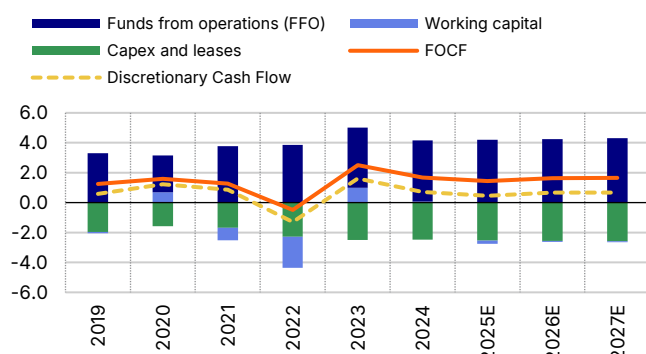 Funds from operations (FFO) Working capital
Capex and leases FOCF
Discretionary Cash Flow
6.0
4.0
2.0
0.0
-2.0
-4.0
-6.0
2019
2020
2021
2022
2023
2024
2025E
2026E
2027E